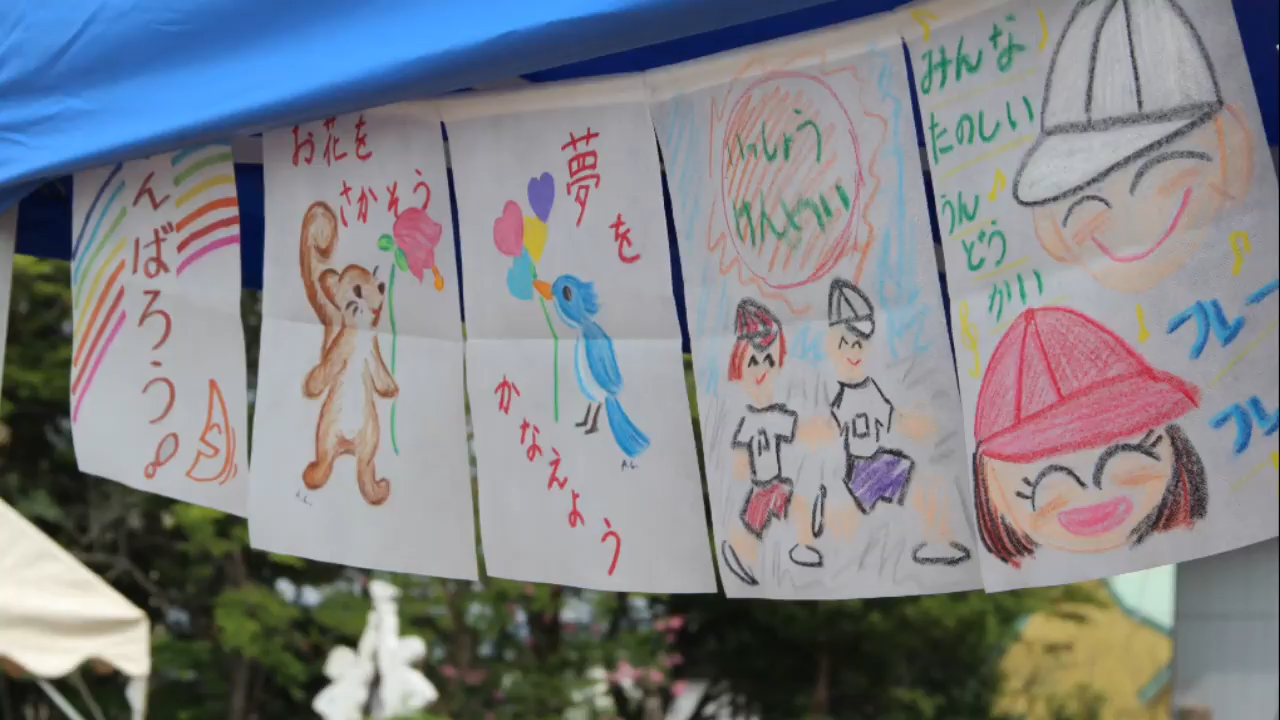 んばろう
お花を
さかそう
夢を
かなえよう
いっしょう
けんめい
みんな
たのしい
うん
どう
かい
フレー
フレ